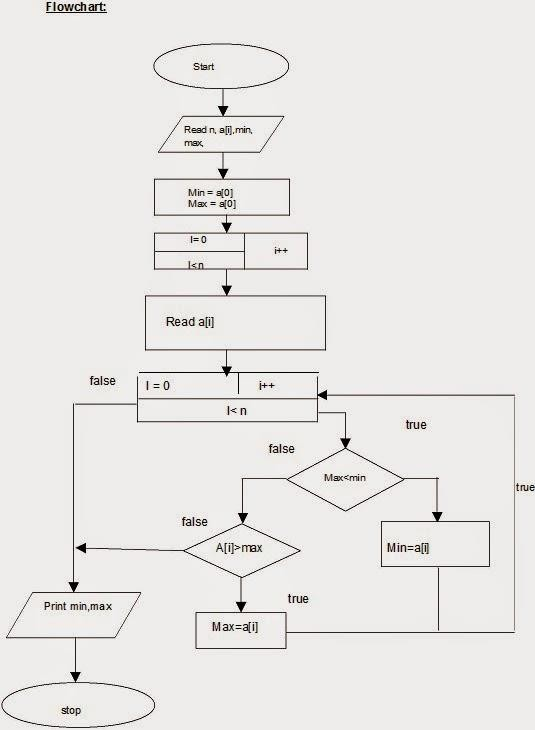 Flowchart:
Start
Read n, a[i],min,
max,
Min = a[0]
Max = a[0]
I= 0
i++
I<n
Read a[i]
false
I = 0
i++
I< n
true
false
Max<min
true
false
A[i]>max
Min=a[i]
true
Print min,max
Max=a[i]
stop